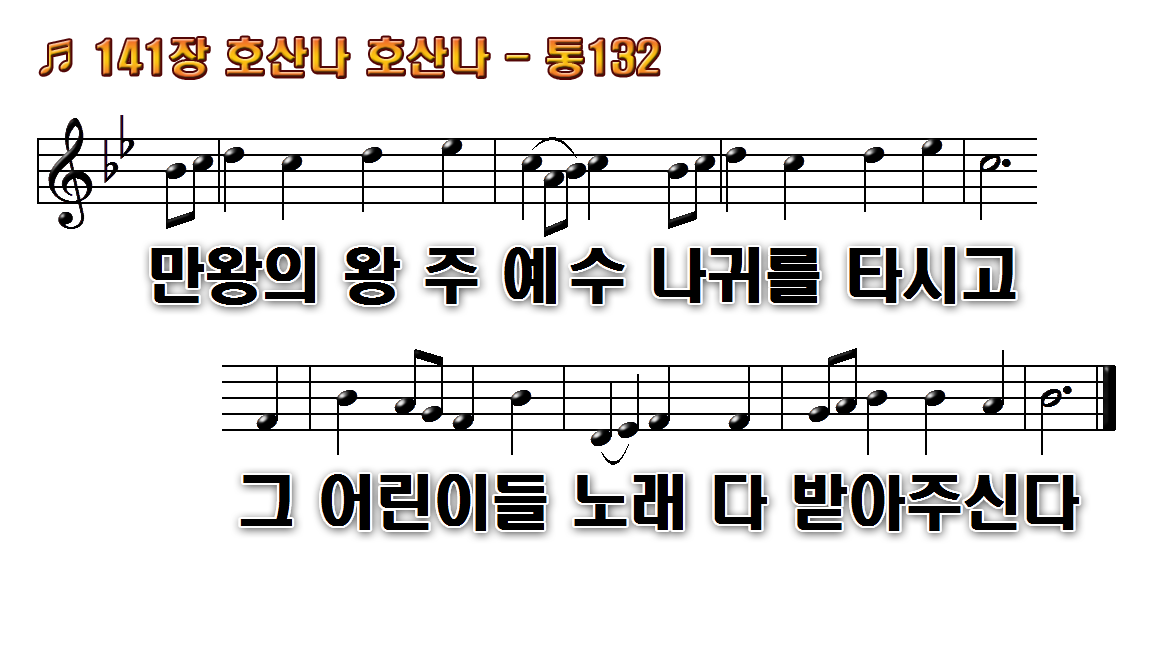 ♬ 141장 호산나 호산나 - 통132
만왕의 왕 주 예수 나귀를 타시고
그 어린이들 노래 다 받아주신다